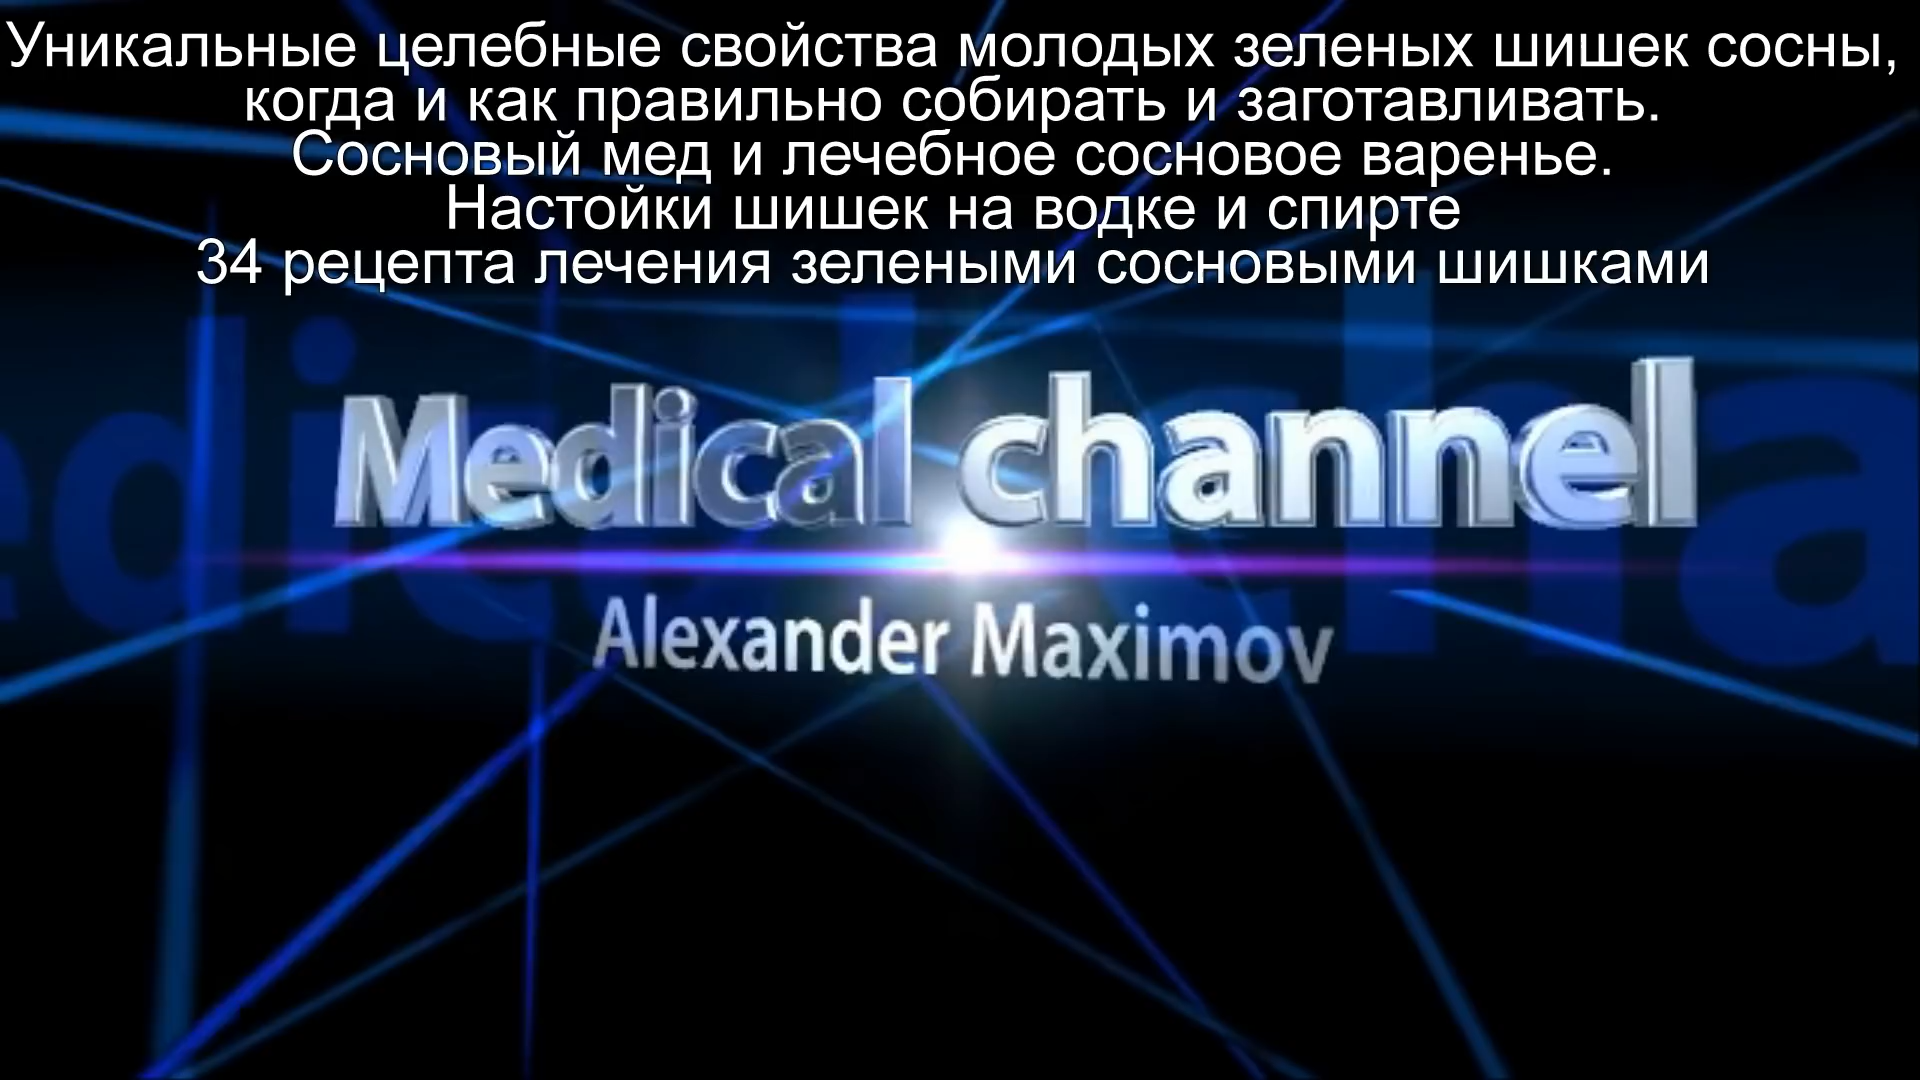 Уникальные целебные свойства молодых зеленых шишек сосны,
когда и как правильно собирать и заготавливать.
Сосновый мед и лечебное сосновое варенье.
Настойки шишек на водке и спирте
34 рецепта лечения зелеными сосновыми шишками
Medical channel
Alexander Maximov